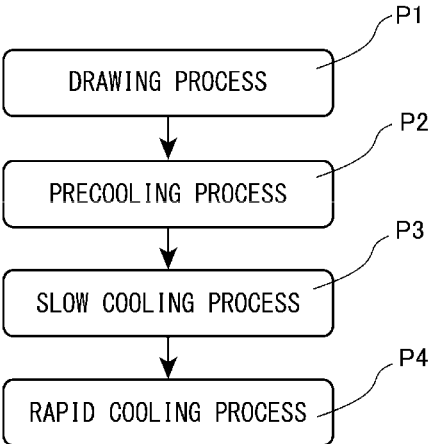 P1
DRAWING PROCESS
P2
PRECOOLING PROCESS
P3
SLOW COOLING PROCESS
P4
RAPID COOLING PROCESS